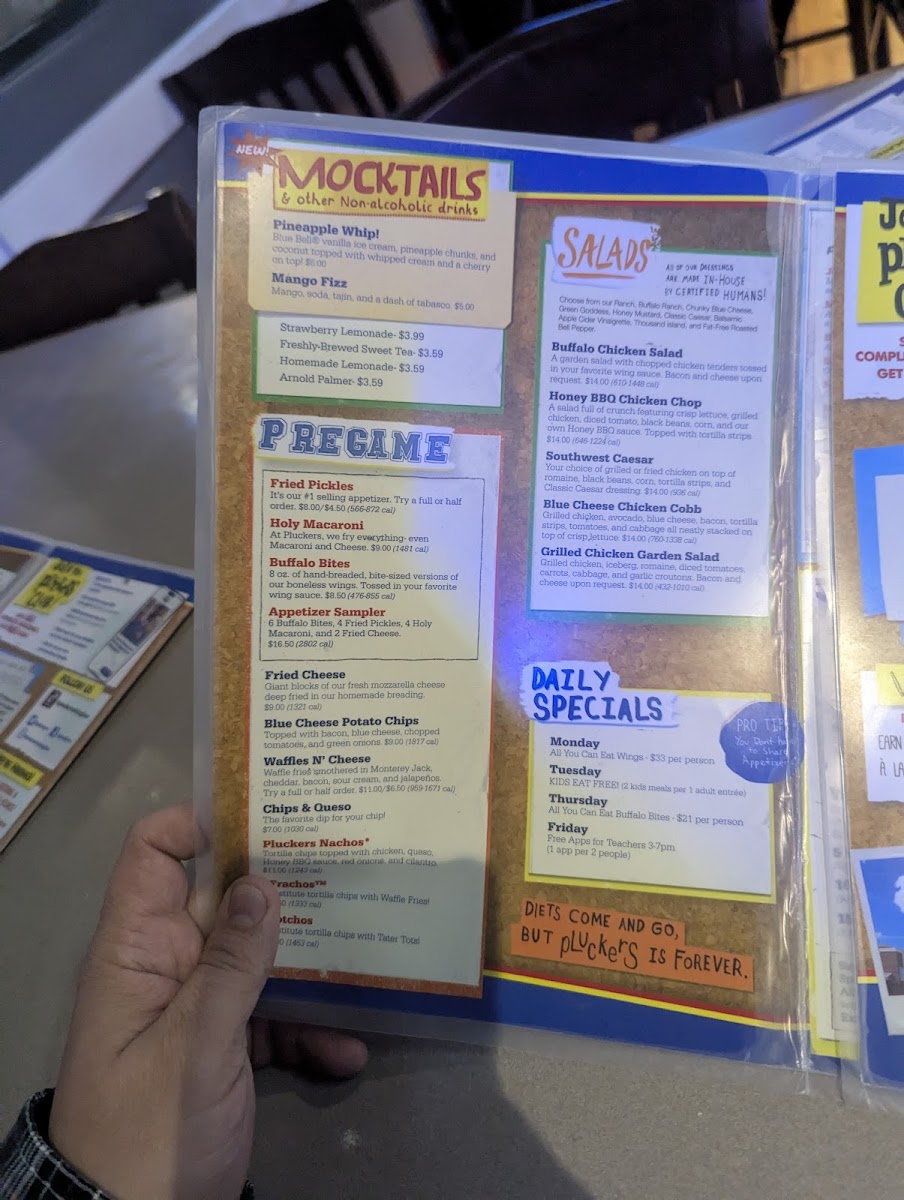 NEW!
MOCKTAILS
& other Non-alcoholic drinks
Pineapple Whip!
Blue Bell® vanilla ice cream, pineapple chunks, and
coconut topped with whipped cream and a cherry
on top! $6.00
Mango Fizz
Mango, soda, tajin, and a dash of tabasco. $5.00
Strawberry Lemonade- $3.99
Freshly-Brewed Sweet Tea- $3.59
Homemade Lemonade- $3.59
Arnold Palmer- $3.59
PREGAME
Fried Pickles
It's our #1 selling appetizer. Try a full or half
order. $8.00/$4.50 (566-872 cal)
Holy Macaroni
At Pluckers, we fry everything- even
Macaroni and Cheese. $9.00 (1481 cal)
Buffalo Bites
8 oz. of hand-breaded, bite-sized versions of
our boneless wings. Tossed in your favorite
wing sauce. $8.50 (476-855 cal)
Appetizer Sampler
6 Buffalo Bites, 4 Fried Pickles, 4 Holy
Macaroni, and 2 Fried Cheese.
$16.50 (2802 cal)
Fried Cheese
Giant blocks of our fresh mozzarella cheese
deep fried in our homemade breading.
$9.00 (1321 cal)
Blue Cheese Potato Chips
Topped with bacon, blue cheese, chopped
tomatoes, and green onions. $9.00 (1817 cal)
Waffles N' Cheese
Waffle fries smothered in Monterey Jack,
cheddar, bacon, sour cream, and jalapeños.
Try a full or half order. $11.00/$6.50 (959-1671 cal)
Chips & Queso
The favorite dip for your chip!
$7.00 (1030 cal)
Pluckers Nachos*
Tortilla chips topped with chicken, queso,
Honey BBQ sauce, red onions, and cilantro.
$11.00 (1243 cal)
Frachos™
stitute tortilla chips with Waffle Fries!
(1333 cal)
otchos
titute tortilla chips with Tater Tots!
(1453 cal)
SALADS
ALL OF OUR DRESSINGS
ARE MADE IN-HOUSE
BY CERTIFIED HUMANS!
Choose from our Ranch, Buffalo Ranch, Chunky Blue Cheese,
Green Goddess, Honey Mustard, Classic Caesar, Balsamic
Apple Cider Vinaigrette, Thousand Island, and Fat-Free Roasted
Bell Pepper.
Buffalo Chicken Salad
A garden salad with chopped chicken tenders tossed
in your favorite wing sauce. Bacon and cheese upon
request. $14.00 (610-1448 cal)
Honey BBQ Chicken Chop
A salad full of crunch featuring crisp lettuce, grilled
chicken, diced tomato, black beans, corn, and our
own Honey BBQ sauce. Topped with tortilla strips
$14.00 (646-1224 cal)
Southwest Caesar
Your choice of grilled or fried chicken on top of
romaine, black beans, corn, tortilla strips, and
Classic Caesar dressing. $14.00 (936 cal)
Blue Cheese Chicken Cobb
Grilled chicken, avocado, blue cheese, bacon, tortilla
strips, tomatoes, and cabbage all neatly stacked on
top of crisp lettuce. $14.00 (760-1338 cal)
Grilled Chicken Garden Salad
Grilled chicken, iceberg, romaine, diced tomatoes,
carrots, cabbage, and garlic croutons. Bacon and
cheese upon request. $14.00 (432-1010 cal)
DAILY
SPECIALS
Monday
All You Can Eat Wings - $33 per person
Tuesday
KIDS EAT FREE! (2 kids meals per 1 adult entrée)
Thursday
All You Can Eat Buffalo Bites - $21 per person
Friday
Free Apps for Teachers 3-7pm
(1 app per 2 people)
PRO TIP
You Don't
to Share
DIETS COME AND GO,
BUT PLUCKERS IS FOREVER.
COMPL
GET
EARN
À LA
FOLLOW US